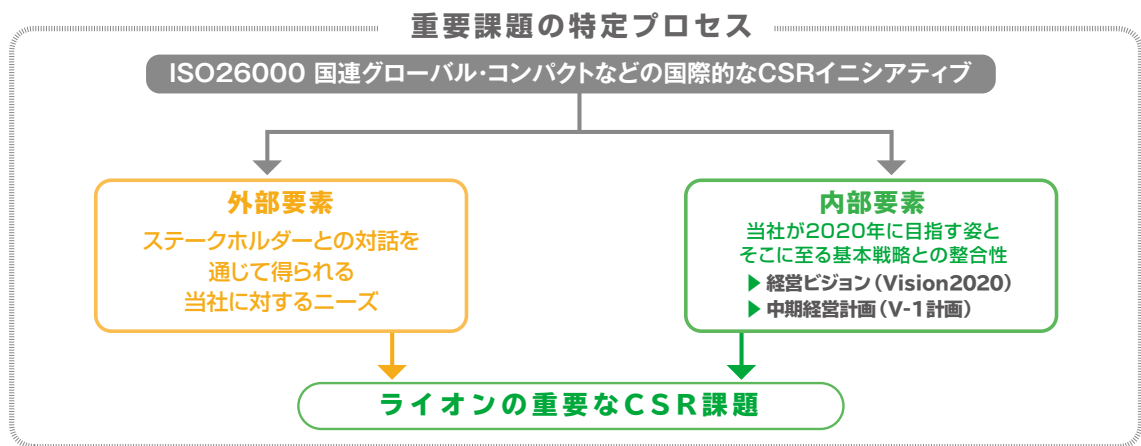 重要課題の特定プロセス
ISO26000 国連グローバル・コンパクトなどの国際的なCSRイニシアティブ
外部要素
ステークホルダーとの対話を
通じて得られる
当社に対するニーズ
内部要素
当社が2020年に目指す姿と
そこに至る基本戦略との整合性
▶ 経営ビジョン（Vision2020）
▶ 中期経営計画（V-1計画）
ライオンの重要なCSR課題